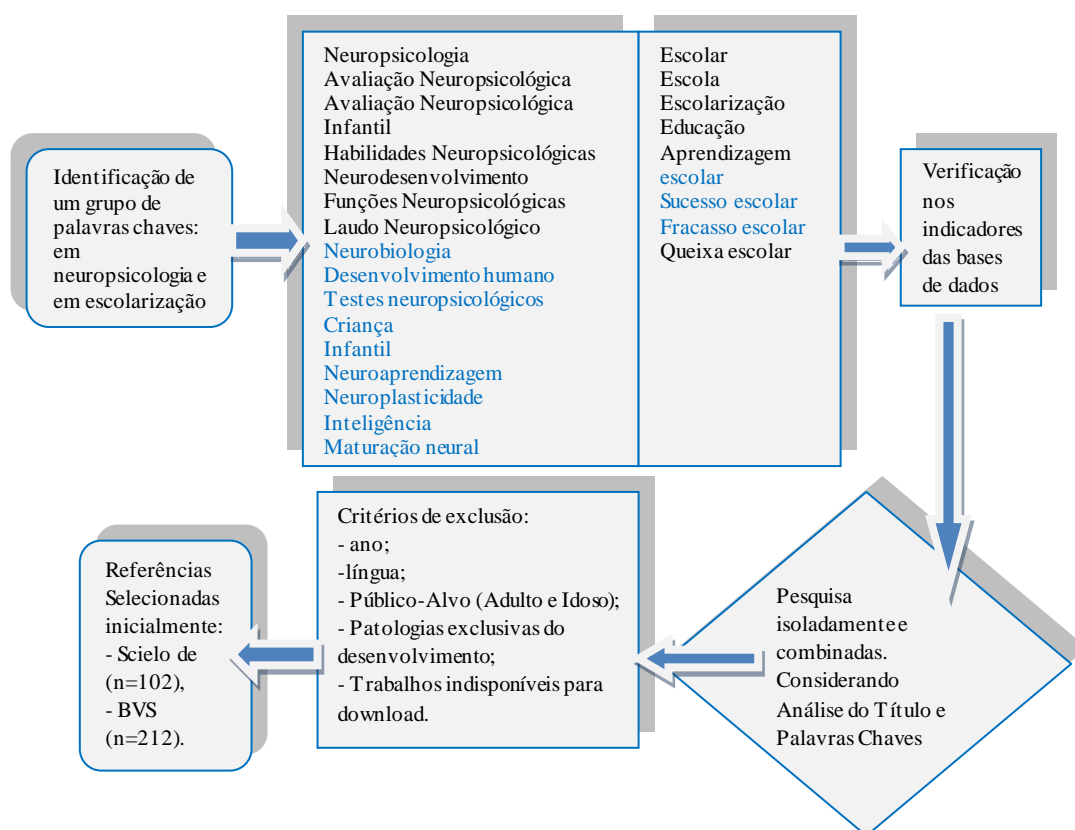 Identificação de
um grupo de
palavras chaves:
em
neuropsicologia e
em escolarização
Neuropsicologia
Avaliação Neuropsicológica
Avaliação Neuropsicológica
Infantil
Habilidades Neuropsicológicas
Neurodesenvolvimento
Funções Neuropsicológicas
Laudo Neuropsicológico
Neurobiologia
Desenvolvimento humano
Testes neuropsicológicos
Criança
Infantil
Neuroaprendizagem
Neuroplasticidade
Inteligência
Maturação neural
Escolar
Escola
Escolarização
Educação
Aprendizagem
escolar
Sucesso escolar
Fracasso escolar
Queixa escolar
Verificação
nos
indicadores
das bases
de dados
Pesquisa
isoladamente e
combinadas.
Considerando
Análise do Título e
Palavras Chaves
Critérios de exclusão:
- ano;
-língua;
- Público-Alvo (Adulto e Idoso);
- Patologias exclusivas do
desenvolvimento;
- Trabalhos indisponíveis para
download.
Referências
Selecionadas
inicialmente:
- Scielo de
(n=102),
- BVS
(n=212).